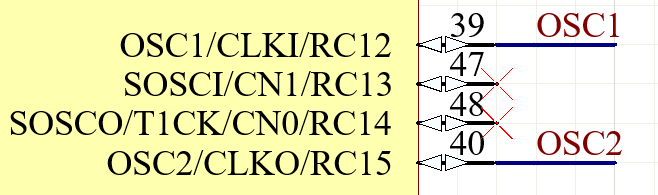 OSC1/CLKI/RC12 39 OSC1
SOSCI/CN1/RC13 47
SOSCO/T1CK/CN0/RC14 48
OSC2/CLKO/RC15 40 OSC2